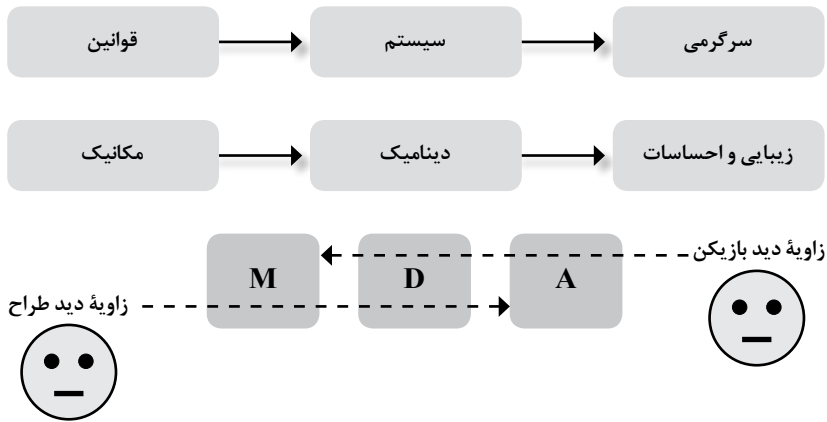 قوانین
سیستم
سرگرمی
مکانیک
دینامیک
زیبایی و احساسات
زاویهٔ دید بازیکن
M
D
A
زاویهٔ دید طراح